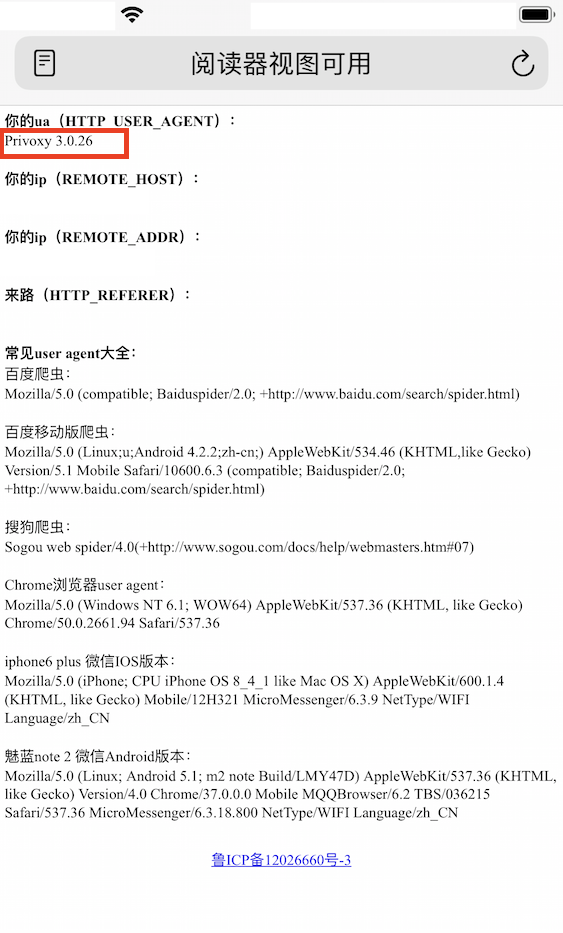 阅读器视图可用
你的ua（HTTP_USER_AGENT）：
Privoxy 3.0.26
你的ip（REMOTE_HOST）：
你的ip（REMOTE_ADDR）：
来路（HTTP_REFERER）：
常见user agent大全：
百度爬虫：
Mozilla/5.0 (compatible; Baiduspider/2.0; +http://www.baidu.com/search/spider.html)
百度移动版爬虫：
Mozilla/5.0 (Linux;u;Android 4.2.2;zh-cn;) AppleWebKit/534.46 (KHTML,like Gecko)
Version/5.1 Mobile Safari/10600.6.3 (compatible; Baiduspider/2.0;
+http://www.baidu.com/search/spider.html)
搜狗爬虫：
Sogou web spider/4.0(+http://www.sogou.com/docs/help/webmasters.htm#07)
Chrome浏览器user agent：
Mozilla/5.0 (Windows NT 6.1; WOW64) AppleWebKit/537.36 (KHTML, like Gecko)
Chrome/50.0.2661.94 Safari/537.36
iphone6 plus 微信IOS版本：
Mozilla/5.0 (iPhone; CPU iPhone OS 8_4_1 like Mac OS X) AppleWebKit/600.1.4
(KHTML, like Gecko) Mobile/12H321 MicroMessenger/6.3.9 NetType/WIFI
Language/zh_CN
魅蓝note 2 微信Android版本：
Mozilla/5.0 (Linux; Android 5.1; m2 note Build/LMY47D) AppleWebKit/537.36 (KHTML,
like Gecko) Version/4.0 Chrome/37.0.0.0 Mobile MQQBrowser/6.2 TBS/036215
Safari/537.36 MicroMessenger/6.3.18.800 NetType/WIFI Language/zh_CN
鲁ICP备12026660号-3